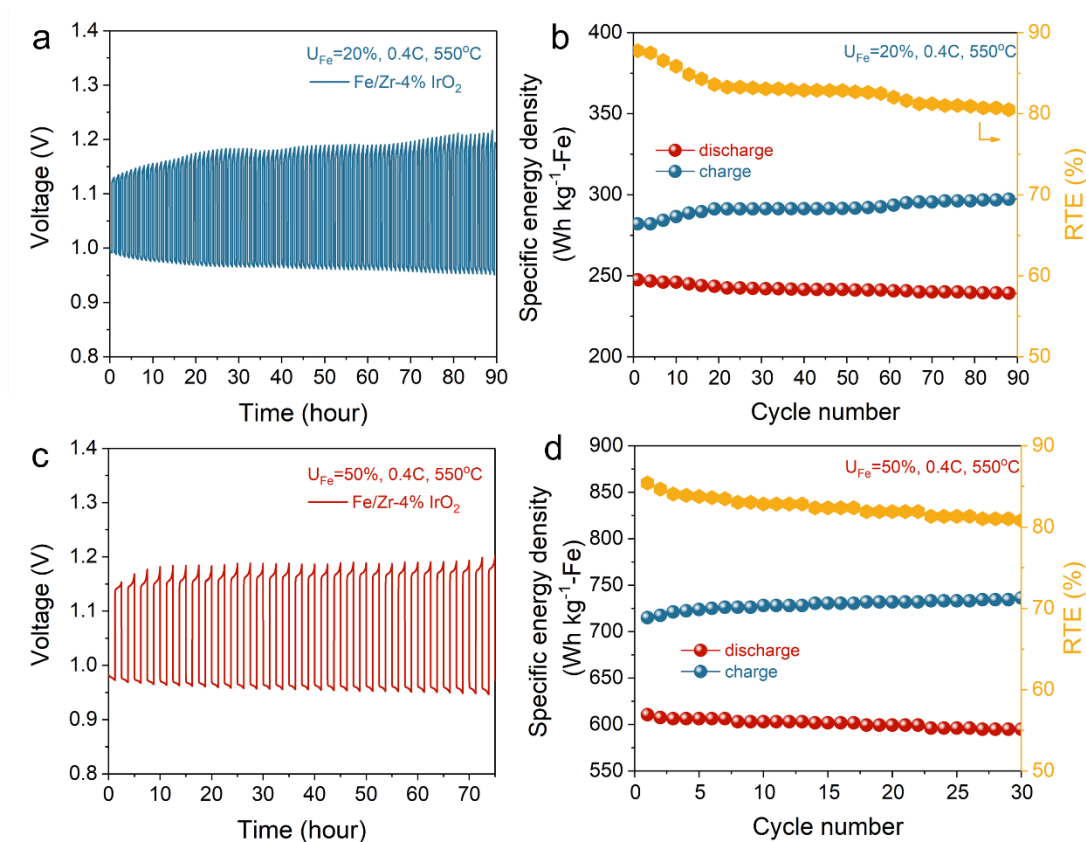 a
U_Fe=20%, 0.4C, 550°C
Fe/Zr-4% IrO₂
Voltage (V)
1.4
1.3
1.2
1.1
1.0
0.9
0.8
0 10 20 30 40 50 60 70 80 90
Time (hour)
b
U_Fe=20%, 0.4C, 550°C
discharge
charge
Specific energy density
(Wh kg⁻¹-Fe)
400
350
300
250
200
RTE (%)
90
80
70
60
50
0 10 20 30 40 50 60 70 80 90
Cycle number
c
U_Fe=50%, 0.4C, 550°C
Fe/Zr-4% IrO₂
Voltage (V)
1.4
1.3
1.2
1.1
1.0
0.9
0.8
0 10 20 30 40 50 60 70
Time (hour)
d
U_Fe=50%, 0.4C, 550°C
discharge
charge
Specific energy density
(Wh kg⁻¹-Fe)
900
850
800
750
700
650
600
550
RTE (%)
90
80
70
60
50
0 5 10 15 20 25 30
Cycle number